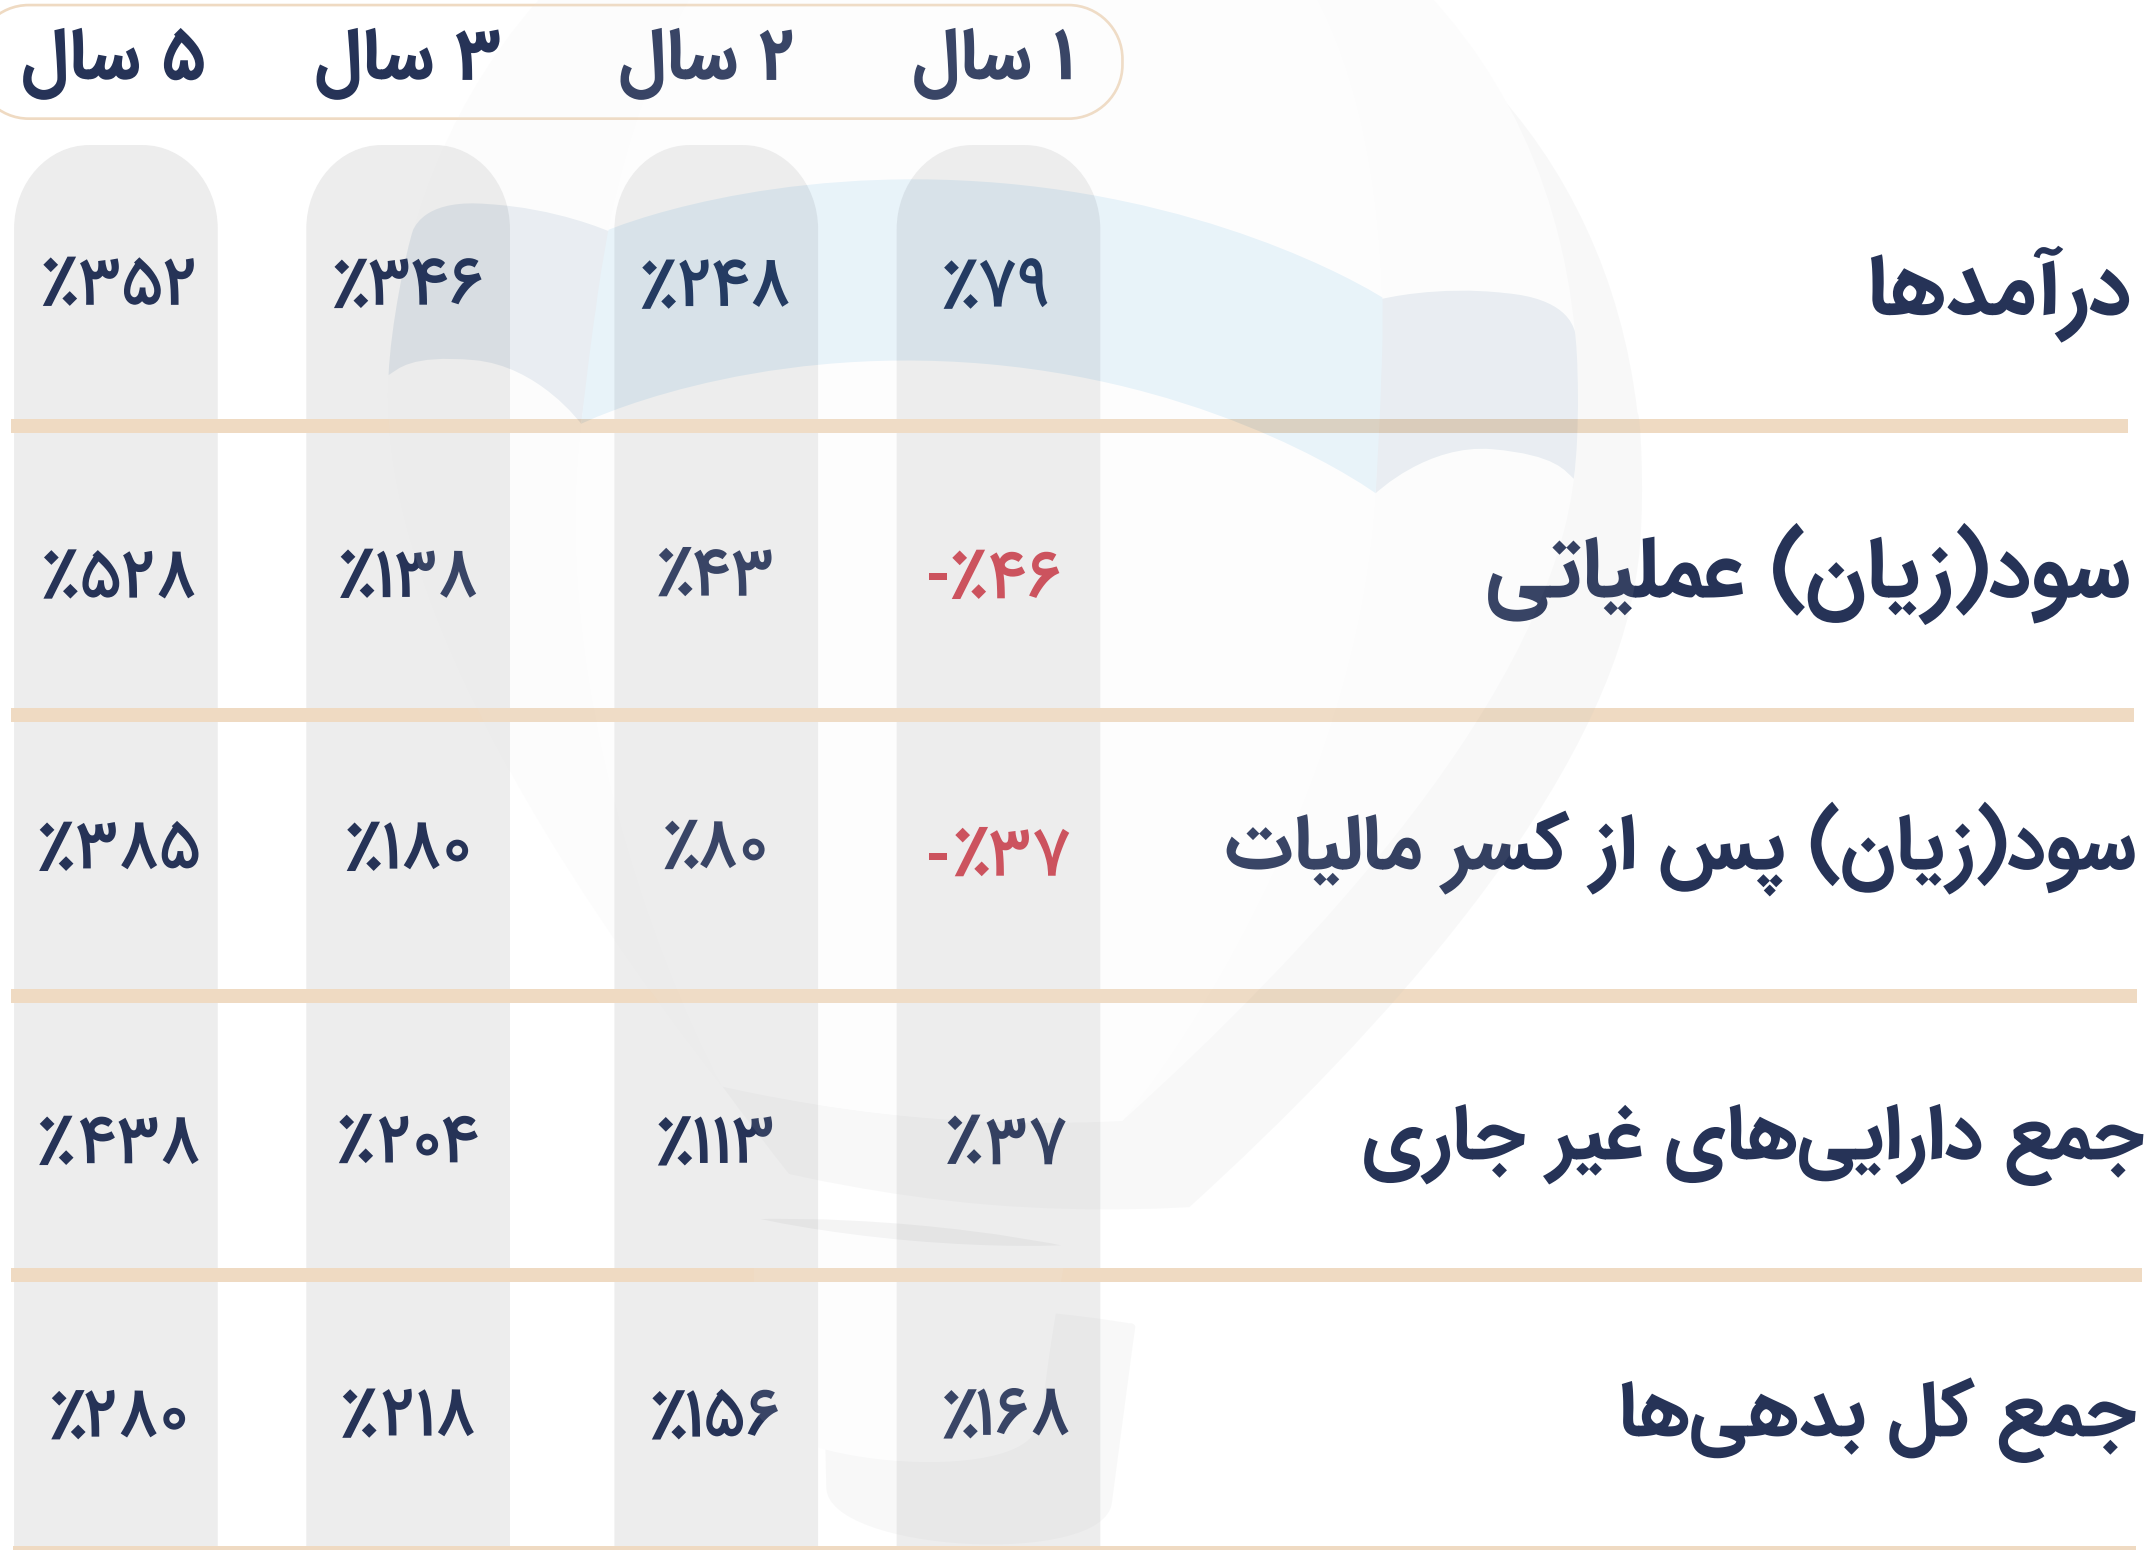 ۱ سال ۲ سال ۳ سال ۵ سال
درآمدها ٪۷۹ ٪۲۴۸ ٪۳۴۶ ٪۳۵۲
سود(زیان) عملیاتی -٪۴۶ ٪۴۳ ٪۱۳۸ ٪۵۲۸
سود(زیان) پس از کسر مالیات -٪۳۷ ٪۸۰ ٪۱۸۰ ٪۳۸۵
جمع دارایی‌های غیر جاری ٪۳۷ ٪۱۱۳ ٪۲۰۴ ٪۴۳۸
جمع کل بدهی‌ها ٪۱۶۸ ٪۱۵۶ ٪۲۱۸ ٪۲۸۰